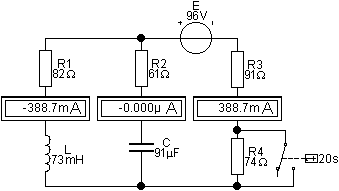 E
96V
+
R1
82Ω
R2
61Ω
R3
91Ω
-388.7mA
-0.000µ A
388.7mA
L
73mH
C
91µF
R4
74Ω
20s